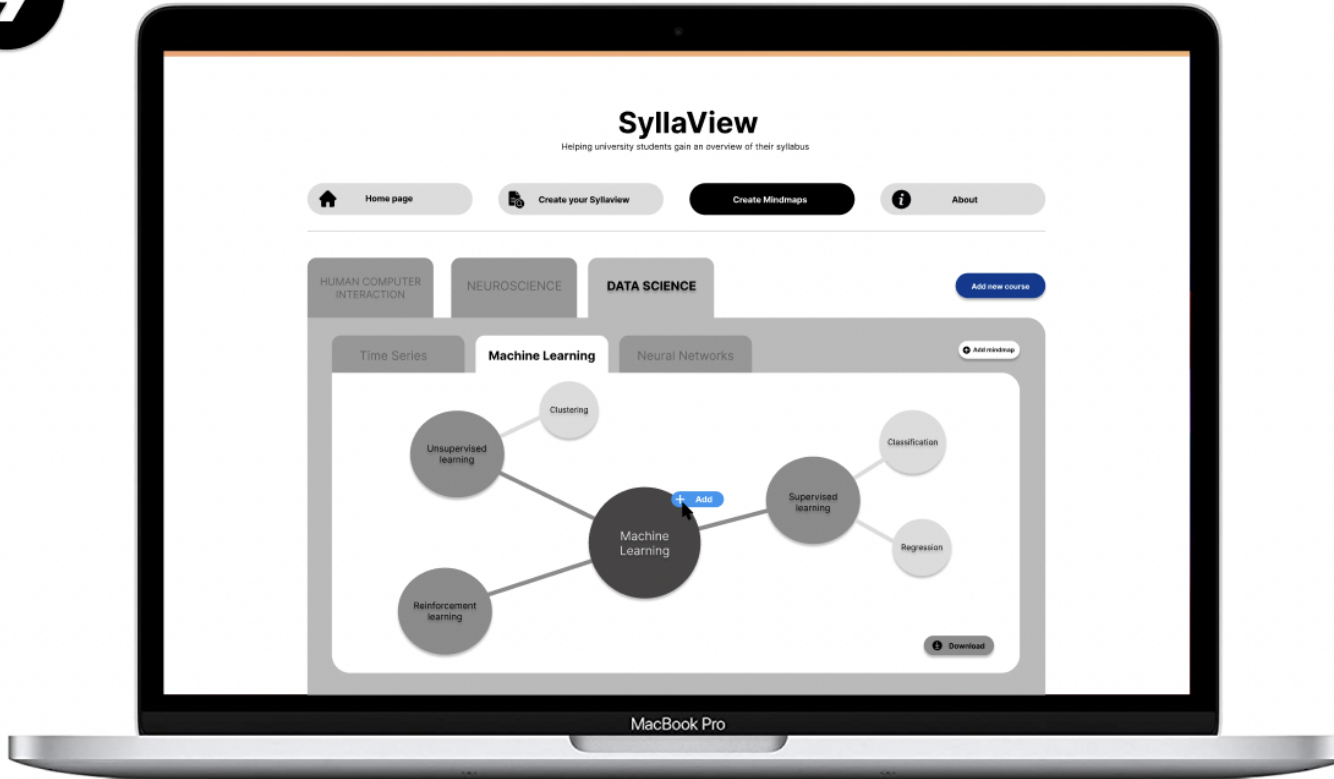 SyllaView
Helping university students gain an overview of their syllabus
Home page
Create your Syllaview
Create Mindmaps
About
HUMAN COMPUTER
INTERACTION
NEUROSCIENCE
DATA SCIENCE
Add new course
Time Series
Machine Learning
Neural Networks
Add mindmap
Clustering
Unsupervised
learning
Classification
Add
Supervised
learning
Machine
Learning
Regression
Reinforcement
learning
Download
MacBook Pro